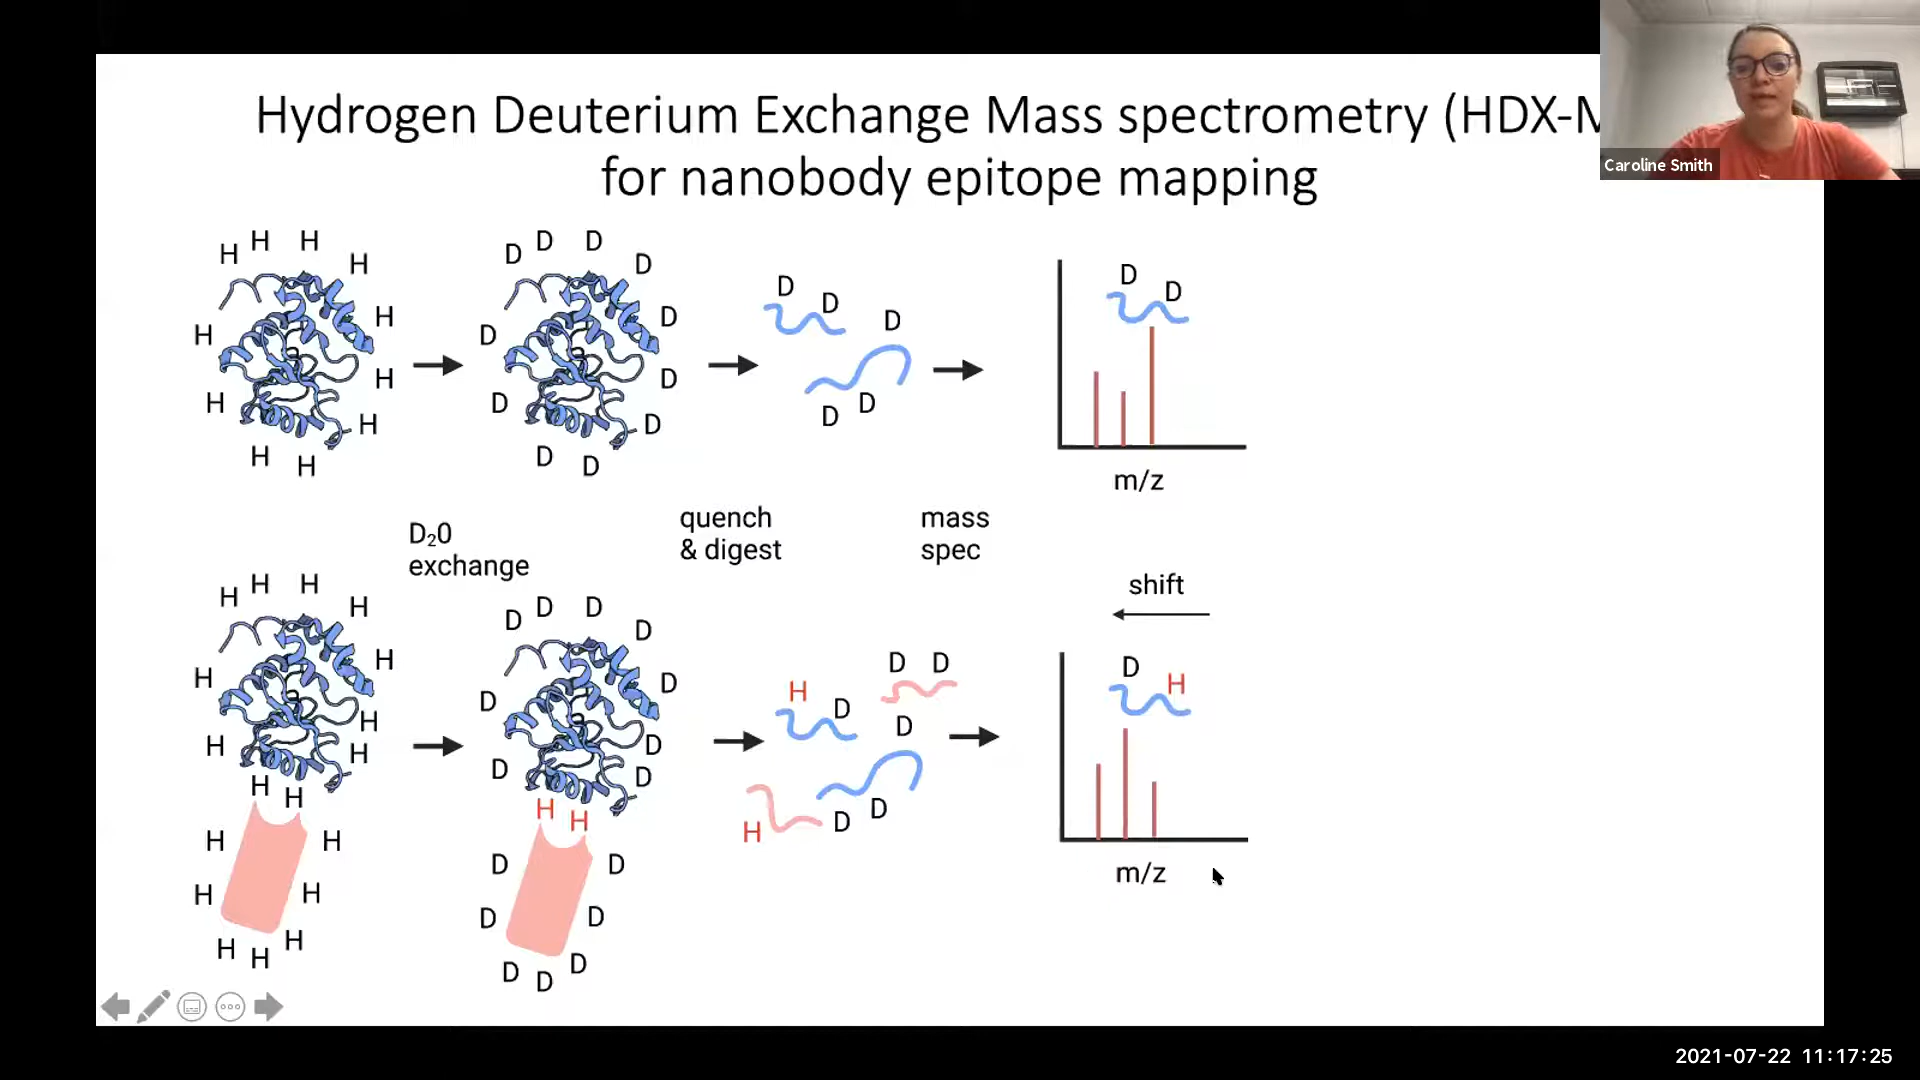 Hydrogen Deuterium Exchange Mass spectrometry (HDX-M
for nanobody epitope mapping
Caroline Smith
H H H H H H H H H H H
D D D D D D D D D D D
D D D D D
D D
m/z
D₂0
exchange
quench
& digest
mass
spec
shift
H H H H H H H H H H H
H H H H H H H
D D D D D D D D D
H H
D D D D D D D
H D D D D
H D D
D H
m/z
2021-07-22 11:17:25